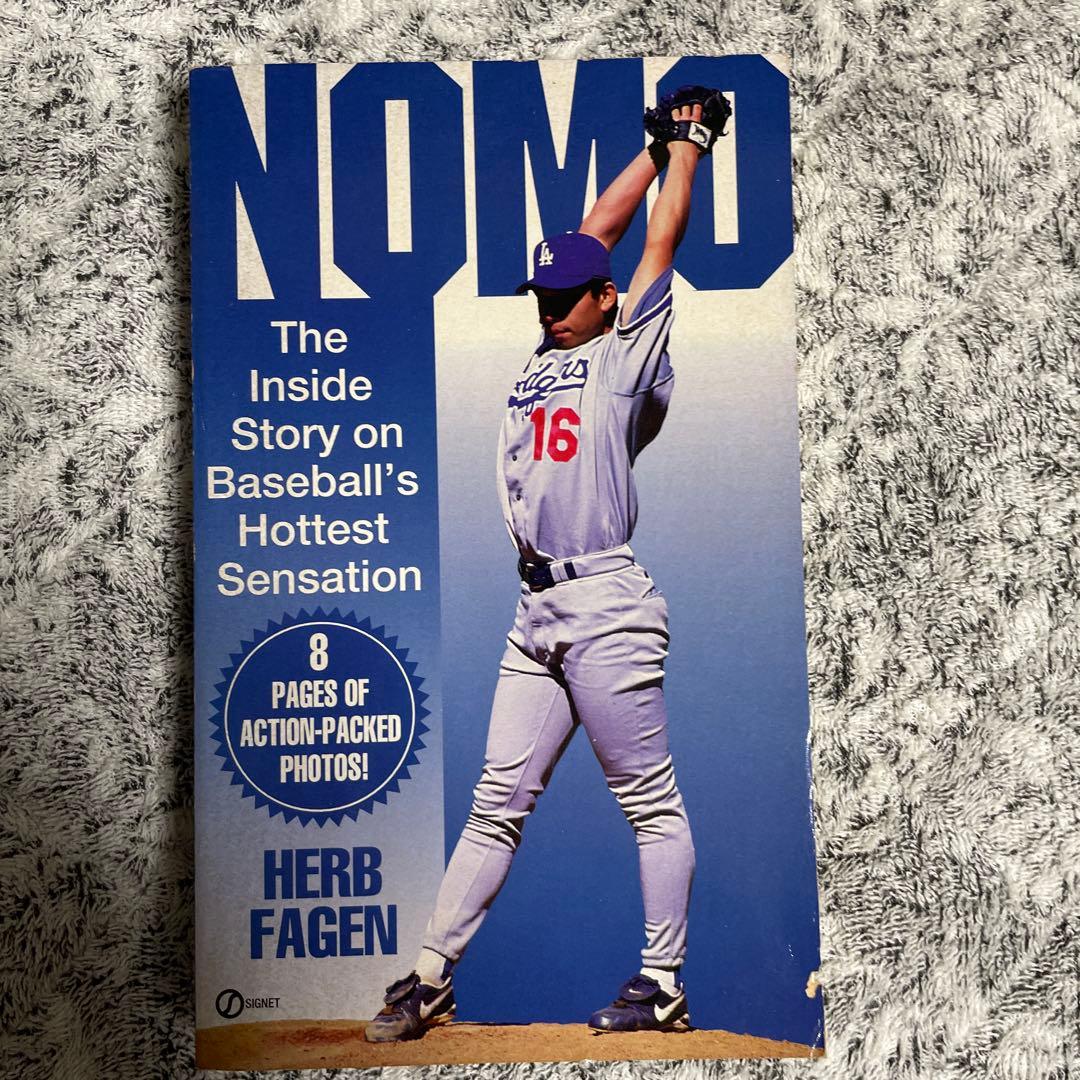 NOMO
The
Inside
Story on
Baseball's
Hottest
Sensation
8
PAGES OF
ACTION-PACKED
PHOTOS!
HERB
FAGEN
SIGNET
LA
Dodgers
16